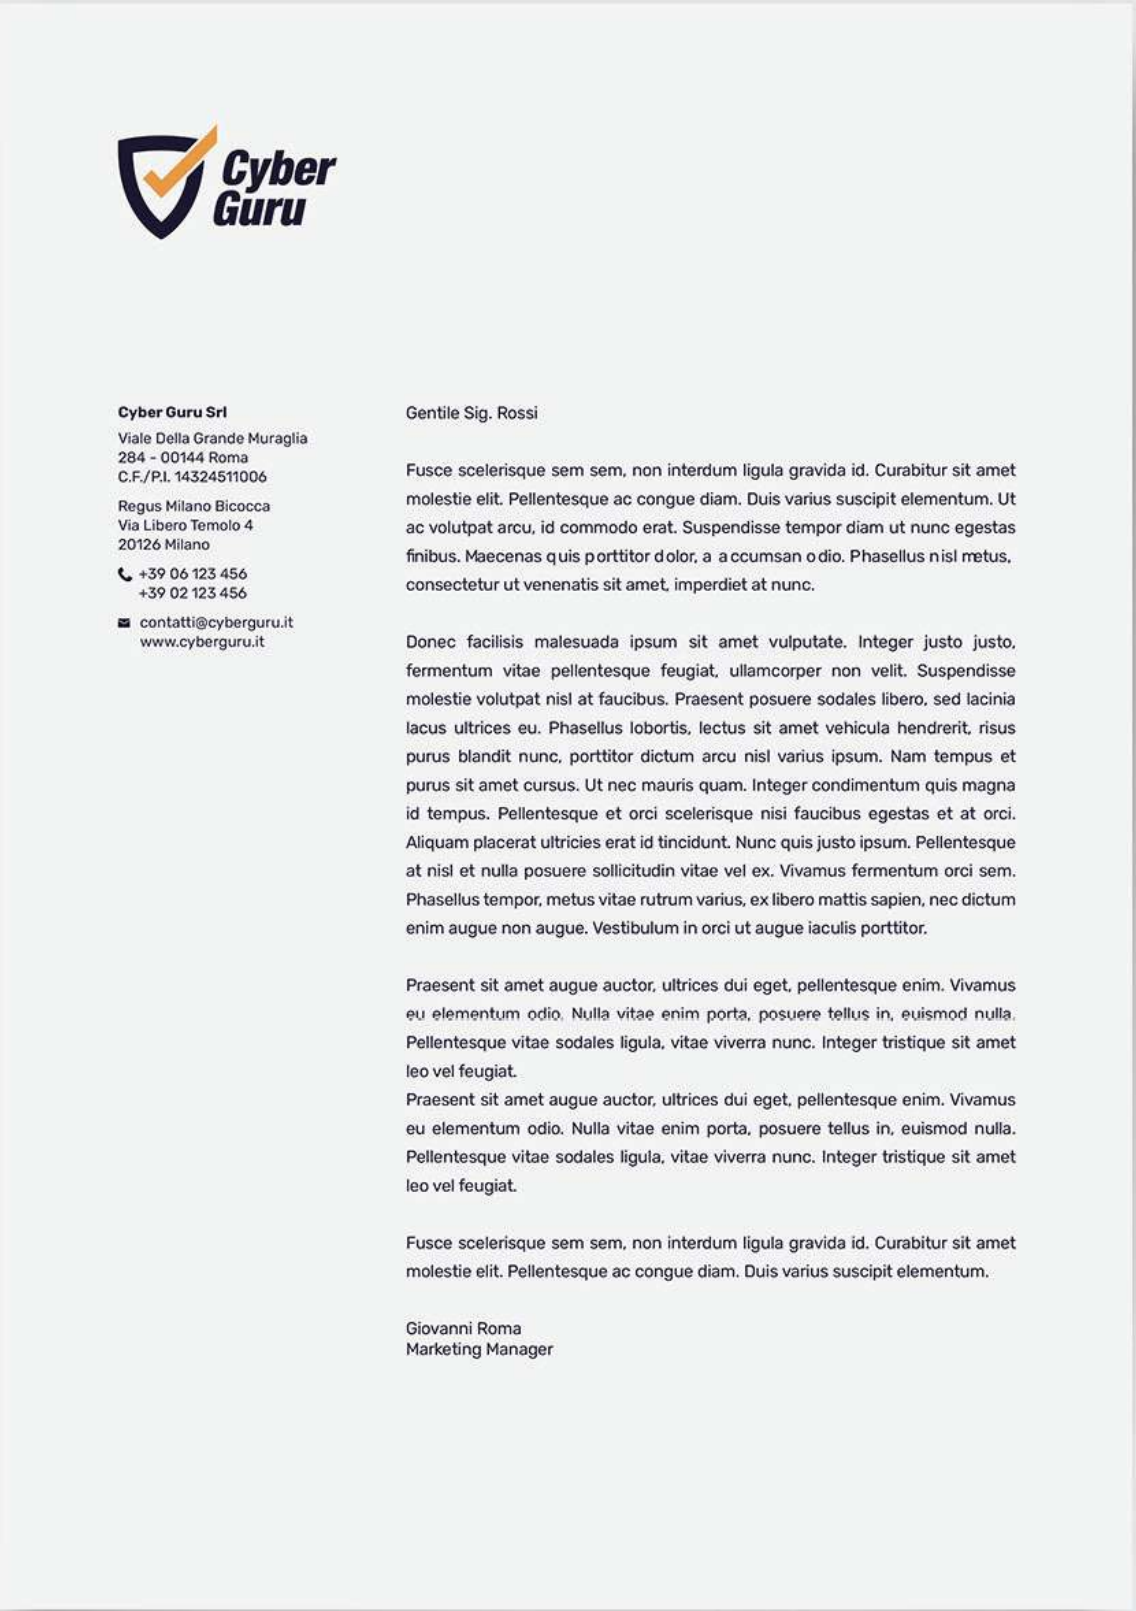 Cyber
Guru
Cyber Guru Srl
Viale Della Grande Muraglia
284 - 00144 Roma
C.F./P.I. 14324511006
Regus Milano Bicocca
Via Libero Temolo 4
20126 Milano
+39 06 123 456
+39 02 123 456
contatti@cyberguru.it
www.cyberguru.it
Gentile Sig. Rossi
Fusce scelerisque sem sem, non interdum ligula gravida id. Curabitur sit amet
molestie elit. Pellentesque ac congue diam. Duis varius suscipit elementum. Ut
ac volutpat arcu, id commodo erat. Suspendisse tempor diam ut nunc egestas
finibus. Maecenas quis porttitor dolor, a accumsan odio. Phasellus nisl metus,
consectetur ut venenatis sit amet, imperdiet at nunc.
Donec facilisis malesuada ipsum sit amet vulputate. Integer justo justo,
fermentum vitae pellentesque feugiat, ullamcorper non velit. Suspendisse
molestie volutpat nisl at faucibus. Praesent posuere sodales libero, sed lacinia
lacus ultrices eu. Phasellus lobortis, lectus sit amet vehicula hendrerit, risus
purus blandit nunc, porttitor dictum arcu nisl varius ipsum. Nam tempus et
purus sit amet cursus. Ut nec mauris quam. Integer condimentum quis magna
id tempus. Pellentesque et orci scelerisque nisi faucibus egestas et at orci.
Aliquam placerat ultricies erat id tincidunt. Nunc quis justo ipsum. Pellentesque
at nisl et nulla posuere sollicitudin vitae vel ex. Vivamus fermentum orci sem.
Phasellus tempor, metus vitae rutrum varius, ex libero mattis sapien, nec dictum
enim augue non augue. Vestibulum in orci ut augue iaculis porttitor.
Praesent sit amet augue auctor, ultrices dui eget, pellentesque enim. Vivamus
eu elementum odio. Nulla vitae enim porta, posuere tellus in, euismod nulla.
Pellentesque vitae sodales ligula, vitae viverra nunc. Integer tristique sit amet
leo vel feugiat.
Praesent sit amet augue auctor, ultrices dui eget, pellentesque enim. Vivamus
eu elementum odio. Nulla vitae enim porta, posuere tellus in, euismod nulla.
Pellentesque vitae sodales ligula, vitae viverra nunc. Integer tristique sit amet
leo vel feugiat.
Fusce scelerisque sem sem, non interdum ligula gravida id. Curabitur sit amet
molestie elit. Pellentesque ac congue diam. Duis varius suscipit elementum.
Giovanni Roma
Marketing Manager